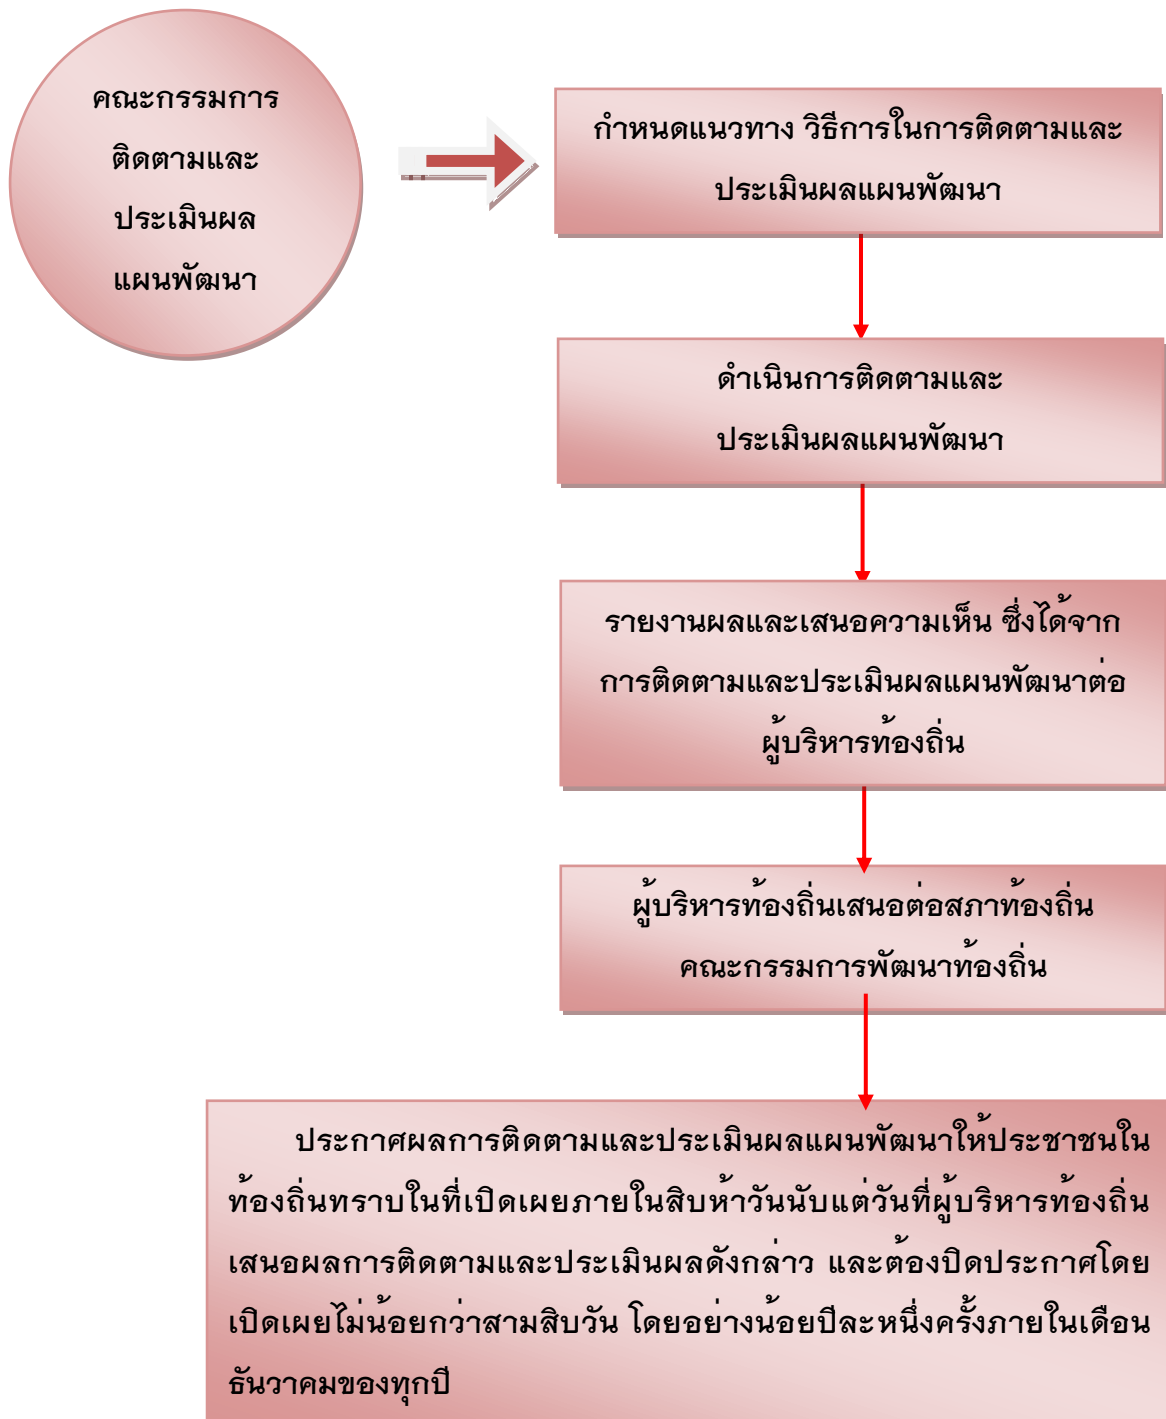 คณะกรรมการ
ติดตามและ
ประเมินผล
แผนพัฒนา
กำหนดแนวทาง วิธีการในการติดตามและ
ประเมินผลแผนพัฒนา
ดำเนินการติดตามและ
ประเมินผลแผนพัฒนา
รายงานผลและเสนอความเห็น ซึ่งได้จาก
การติดตามและประเมินผลแผนพัฒนาต่อ
ผู้บริหารท้องถิ่น
ผู้บริหารท้องถิ่นเสนอต่อสภาท้องถิ่น
คณะกรรมการพัฒนาท้องถิ่น
ประกาศผลการติดตามและประเมินผลแผนพัฒนาให้ประชาชนใน
ท้องถิ่นทราบในที่เปิดเผยภายในสิบห้าวันนับแต่วันที่ผู้บริหารท้องถิ่น
เสนอผลการติดตามและประเมินผลดังกล่าว และต้องปิดประกาศโดย
เปิดเผยไม่น้อยกว่าสามสิบวัน โดยอย่างน้อยปีละหนึ่งครั้งภายในเดือน
ธันวาคมของทุกปี